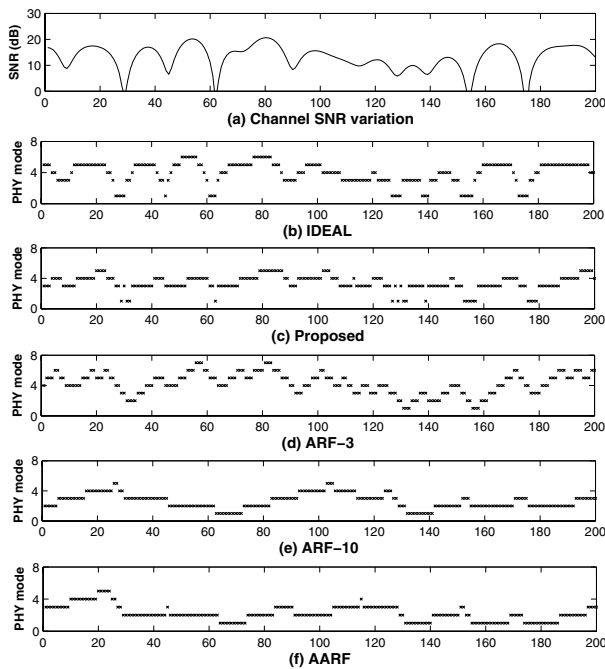 30
20
10
0
SNR (dB)
0 20 40 60 80 100 120 140 160 180 200
(a) Channel SNR variation
8
4
0
PHY mode
0 20 40 60 80 100 120 140 160 180 200
(b) IDEAL
8
4
0
PHY mode
0 20 40 60 80 100 120 140 160 180 200
(c) Proposed
8
4
0
PHY mode
0 20 40 60 80 100 120 140 160 180 200
(d) ARF−3
8
4
0
PHY mode
0 20 40 60 80 100 120 140 160 180 200
(e) ARF−10
8
4
0
PHY mode
0 20 40 60 80 100 120 140 160 180 200
(f) AARF